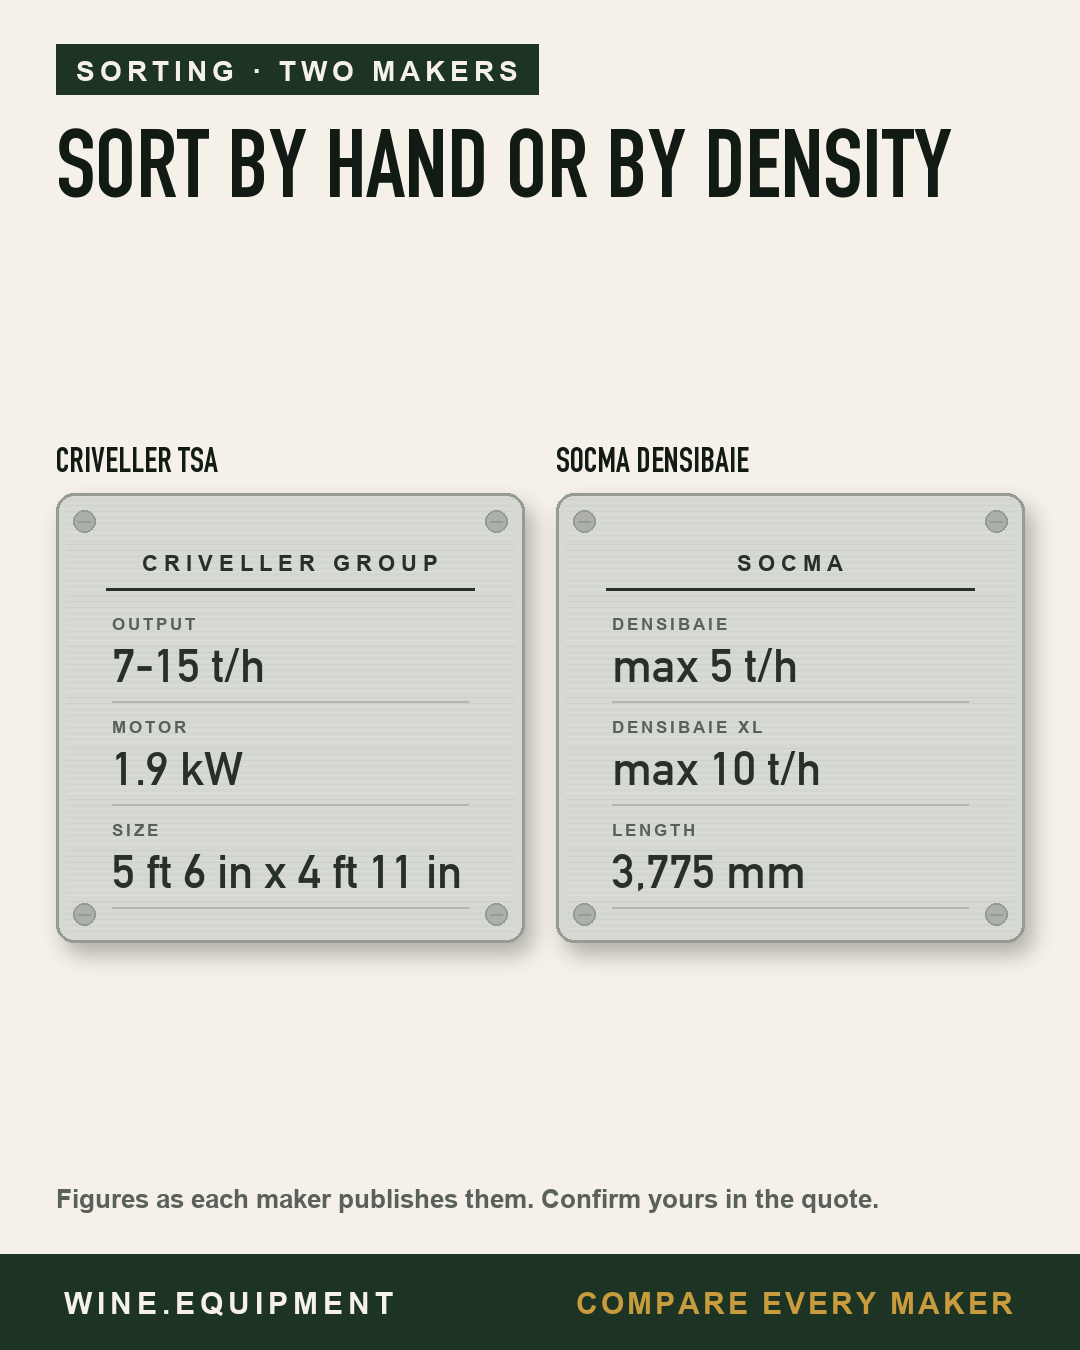 SORTING · TWO MAKERS
SORT BY HAND OR BY DENSITY
CRIVELLER TSA
CRIVELLER GROUP
OUTPUT
7-15 t/h
MOTOR
1.9 kW
SIZE
5 ft 6 in x 4 ft 11 in
SOCMA DENSIBAIE
SOCMA
DENSIBAIE
max 5 t/h
DENSIBAIE XL
max 10 t/h
LENGTH
3,775 mm
Figures as each maker publishes them. Confirm yours in the quote.
WINE.EQUIPMENT
COMPARE EVERY MAKER